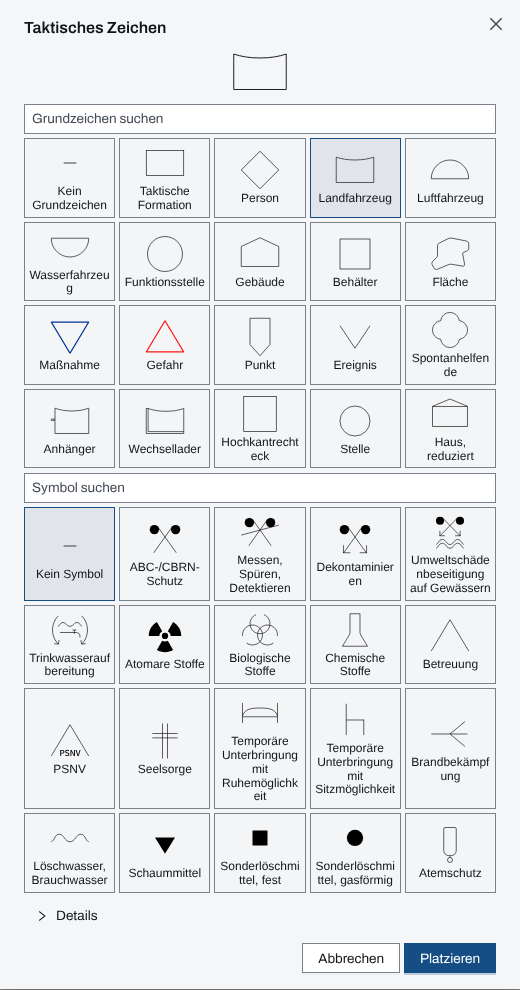 Taktisches Zeichen
Grundzeichen suchen
Kein
Grundzeichen
Taktische
Formation
Person
Landfahrzeug
Luftfahrzeug
Wasserfahrzeu
g
Funktionsstelle
Gebäude
Behälter
Fläche
Maßnahme
Gefahr
Punkt
Ereignis
Spontanhelfen
de
Anhänger
Wechsellader
Hochkantrecht
eck
Stelle
Haus,
reduziert
Symbol suchen
Kein Symbol
ABC-/CBRN-
Schutz
Messen,
Spüren,
Detektieren
Dekontaminier
en
Umweltschäde
nbeseitigung
auf Gewässern
Trinkwasserauf
bereitung
Atomare Stoffe
Biologische
Stoffe
Chemische
Stoffe
Betreuung
PSNV
PSNV
Seelsorge
Temporäre
Unterbringung
mit
Ruhemöglichk
eit
Temporäre
Unterbringung
mit
Sitzmöglichkeit
Brandbekämpf
ung
Löschwasser,
Brauchwasser
Schaummittel
Sonderlöschmi
ttel, fest
Sonderlöschmi
ttel, gasförmig
Atemschutz
Details
Abbrechen
Platzieren